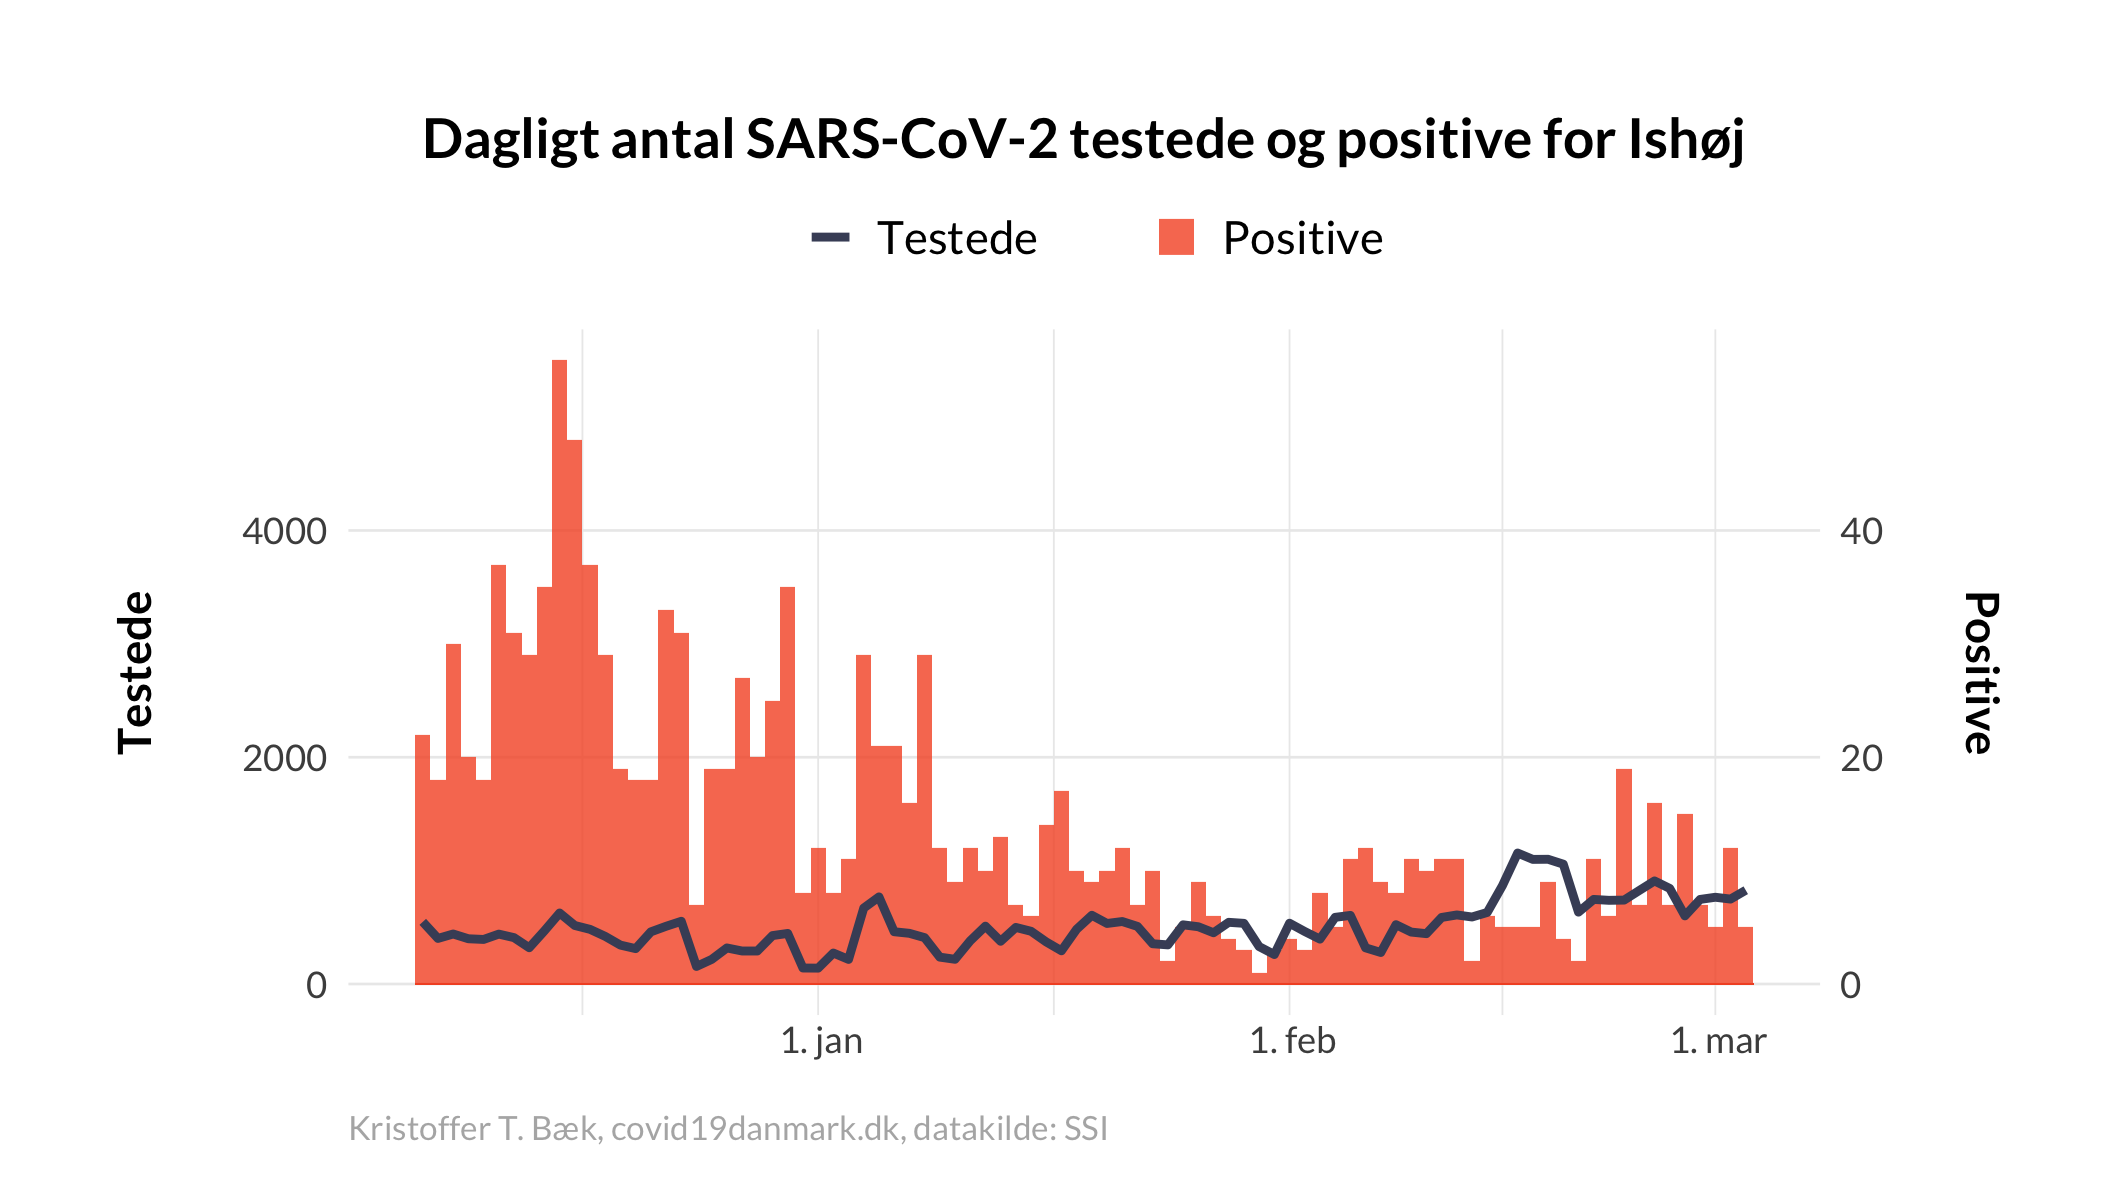 Dagligt antal SARS-CoV-2 testede og positive for Ishøj
Testede
Positive
4000
2000
0
Testede
40
20
0
Positive
1. jan
1. feb
1. mar
Kristoffer T. Bæk, covid19danmark.dk, datakilde: SSI